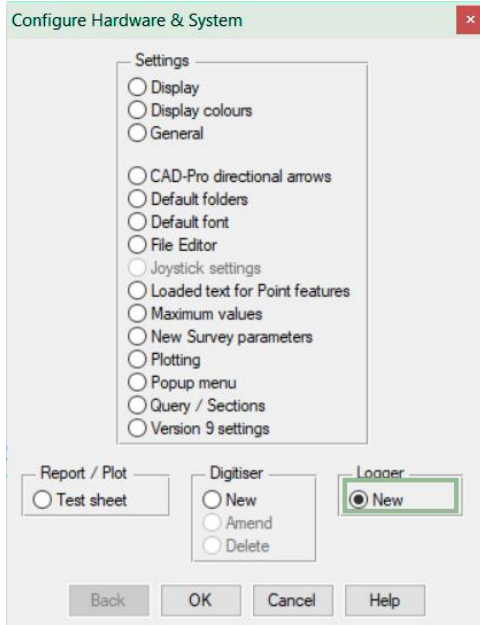 Configure Hardware & System
Settings
Display
Display colours
General
CAD-Pro directional arrows
Default folders
Default font
File Editor
Joystick settings
Loaded text for Point features
Maximum values
New Survey parameters
Plotting
Popup menu
Query / Sections
Version 9 settings
Report / Plot
Test sheet
Digitiser
New
Amend
Delete
Logger
New
Back OK Cancel Help